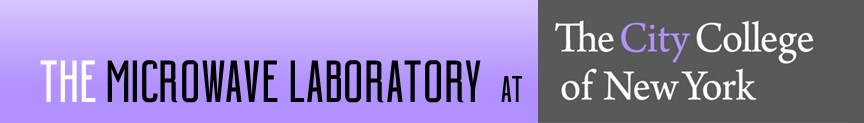 THE MICROWAVE LABORATORY AT
The City College
of New York